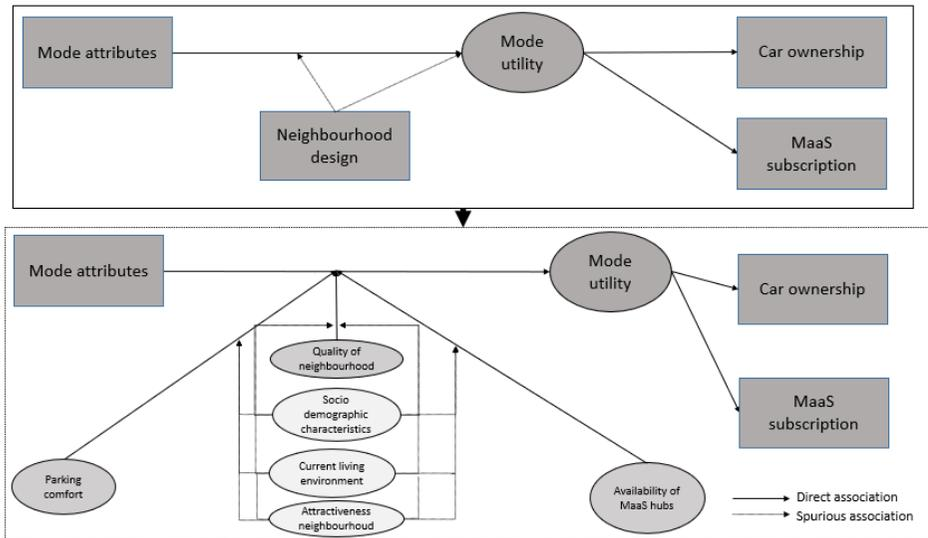 Mode attributes
Mode
utility
Car ownership
Neighbourhood
design
MaaS
subscription
Mode attributes
Mode
utility
Car ownership
Quality of
neighbourhood
Socio
demographic
characteristics
MaaS
subscription
Current living
environment
Parking
comfort
Availability of
MaaS hubs
Attractiveness
neighbourhoud
Direct association
Spurious association